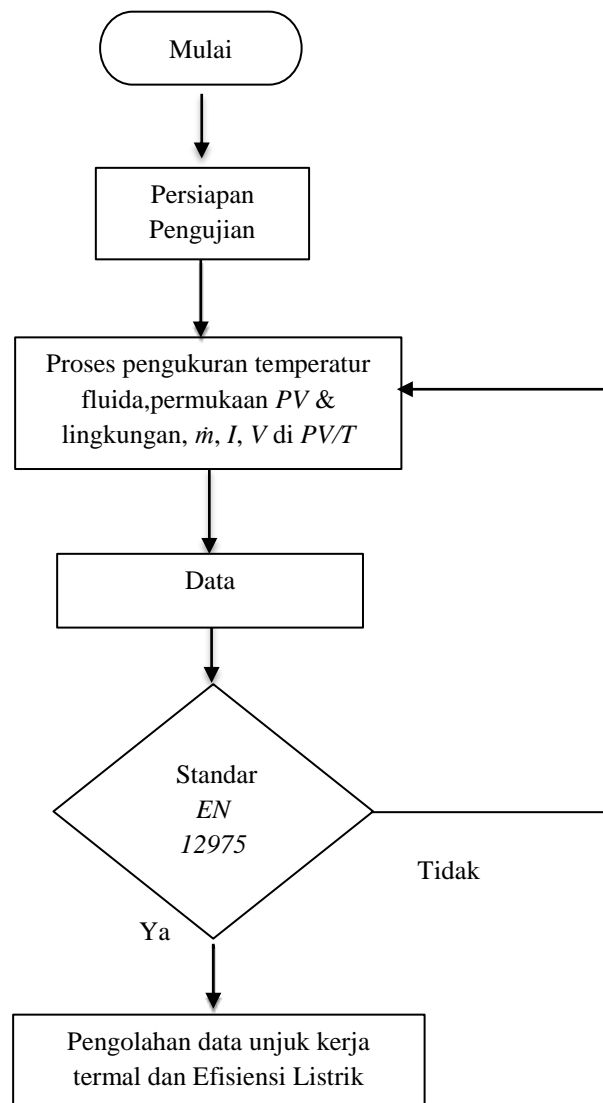 Mulai
Persiapan
Pengujian
Proses pengukuran temperatur
fluida,permukaan PV &
lingkungan, ṁ, I, V di PV/T
Data
Standar
EN
12975
Tidak
Ya
Pengolahan data unjuk kerja
termal dan Efisiensi Listrik